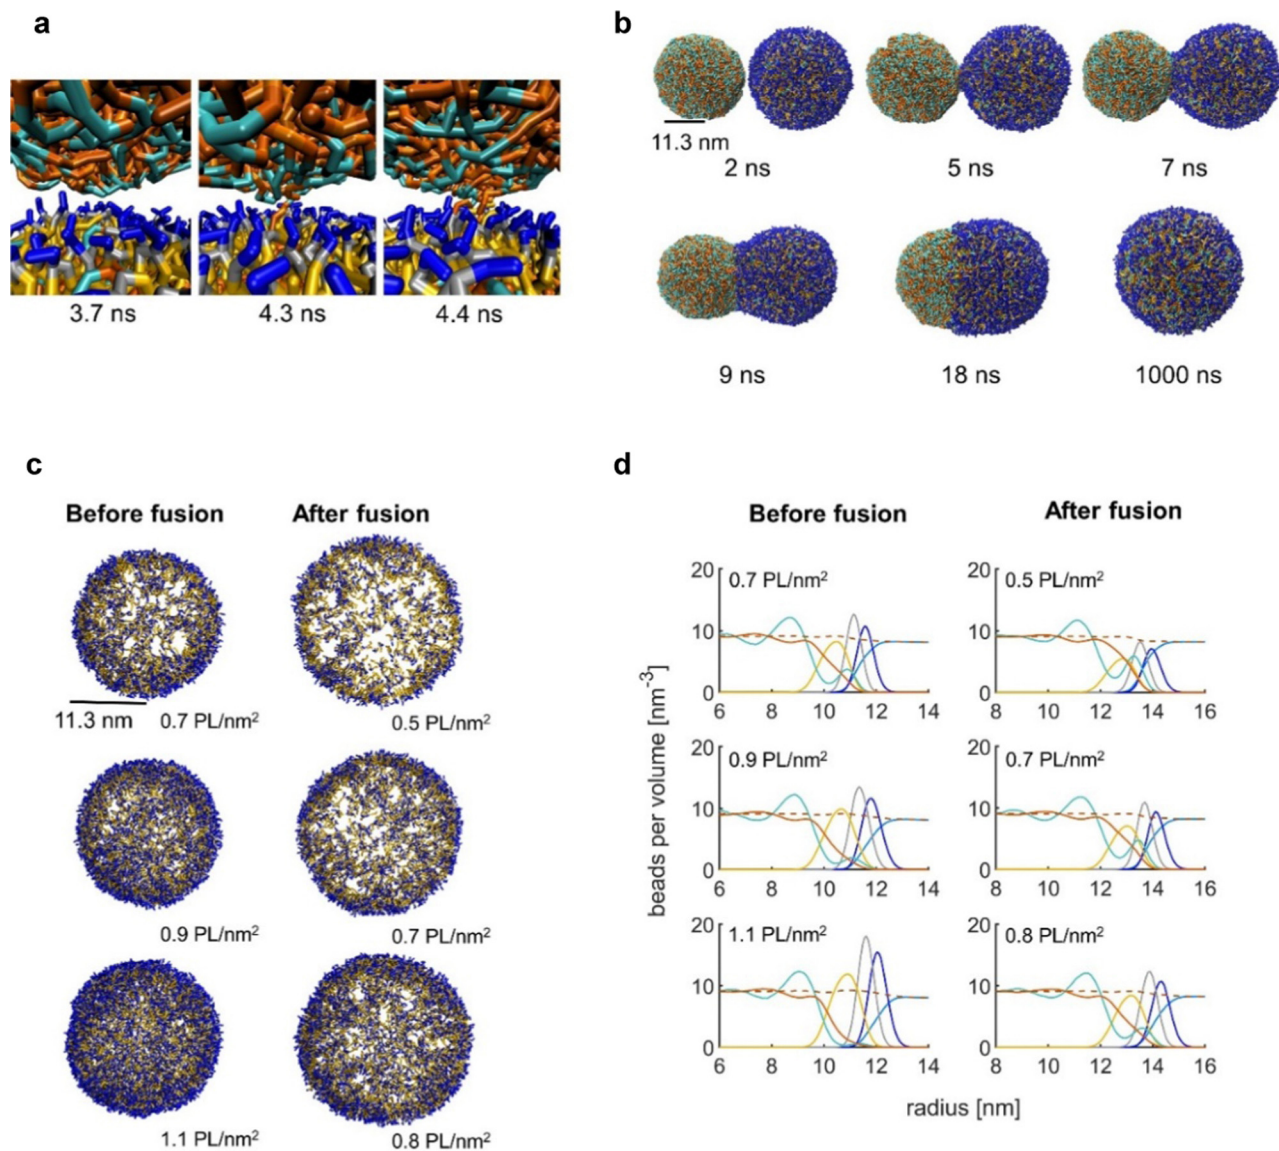 a
3.7 ns
4.3 ns
4.4 ns
b
11.3 nm
2 ns
5 ns
7 ns
9 ns
18 ns
1000 ns
c
Before fusion
After fusion
11.3 nm
0.7 PL/nm²
0.5 PL/nm²
0.9 PL/nm²
0.7 PL/nm²
1.1 PL/nm²
0.8 PL/nm²
d
Before fusion
After fusion
beads per volume [nm⁻³]
20
10
0
0.7 PL/nm²
6 8 10 12 14
20
10
0
0.5 PL/nm²
8 10 12 14 16
20
10
0
0.9 PL/nm²
6 8 10 12 14
20
10
0
0.7 PL/nm²
8 10 12 14 16
20
10
0
1.1 PL/nm²
6 8 10 12 14
20
10
0
0.8 PL/nm²
8 10 12 14 16
radius [nm]